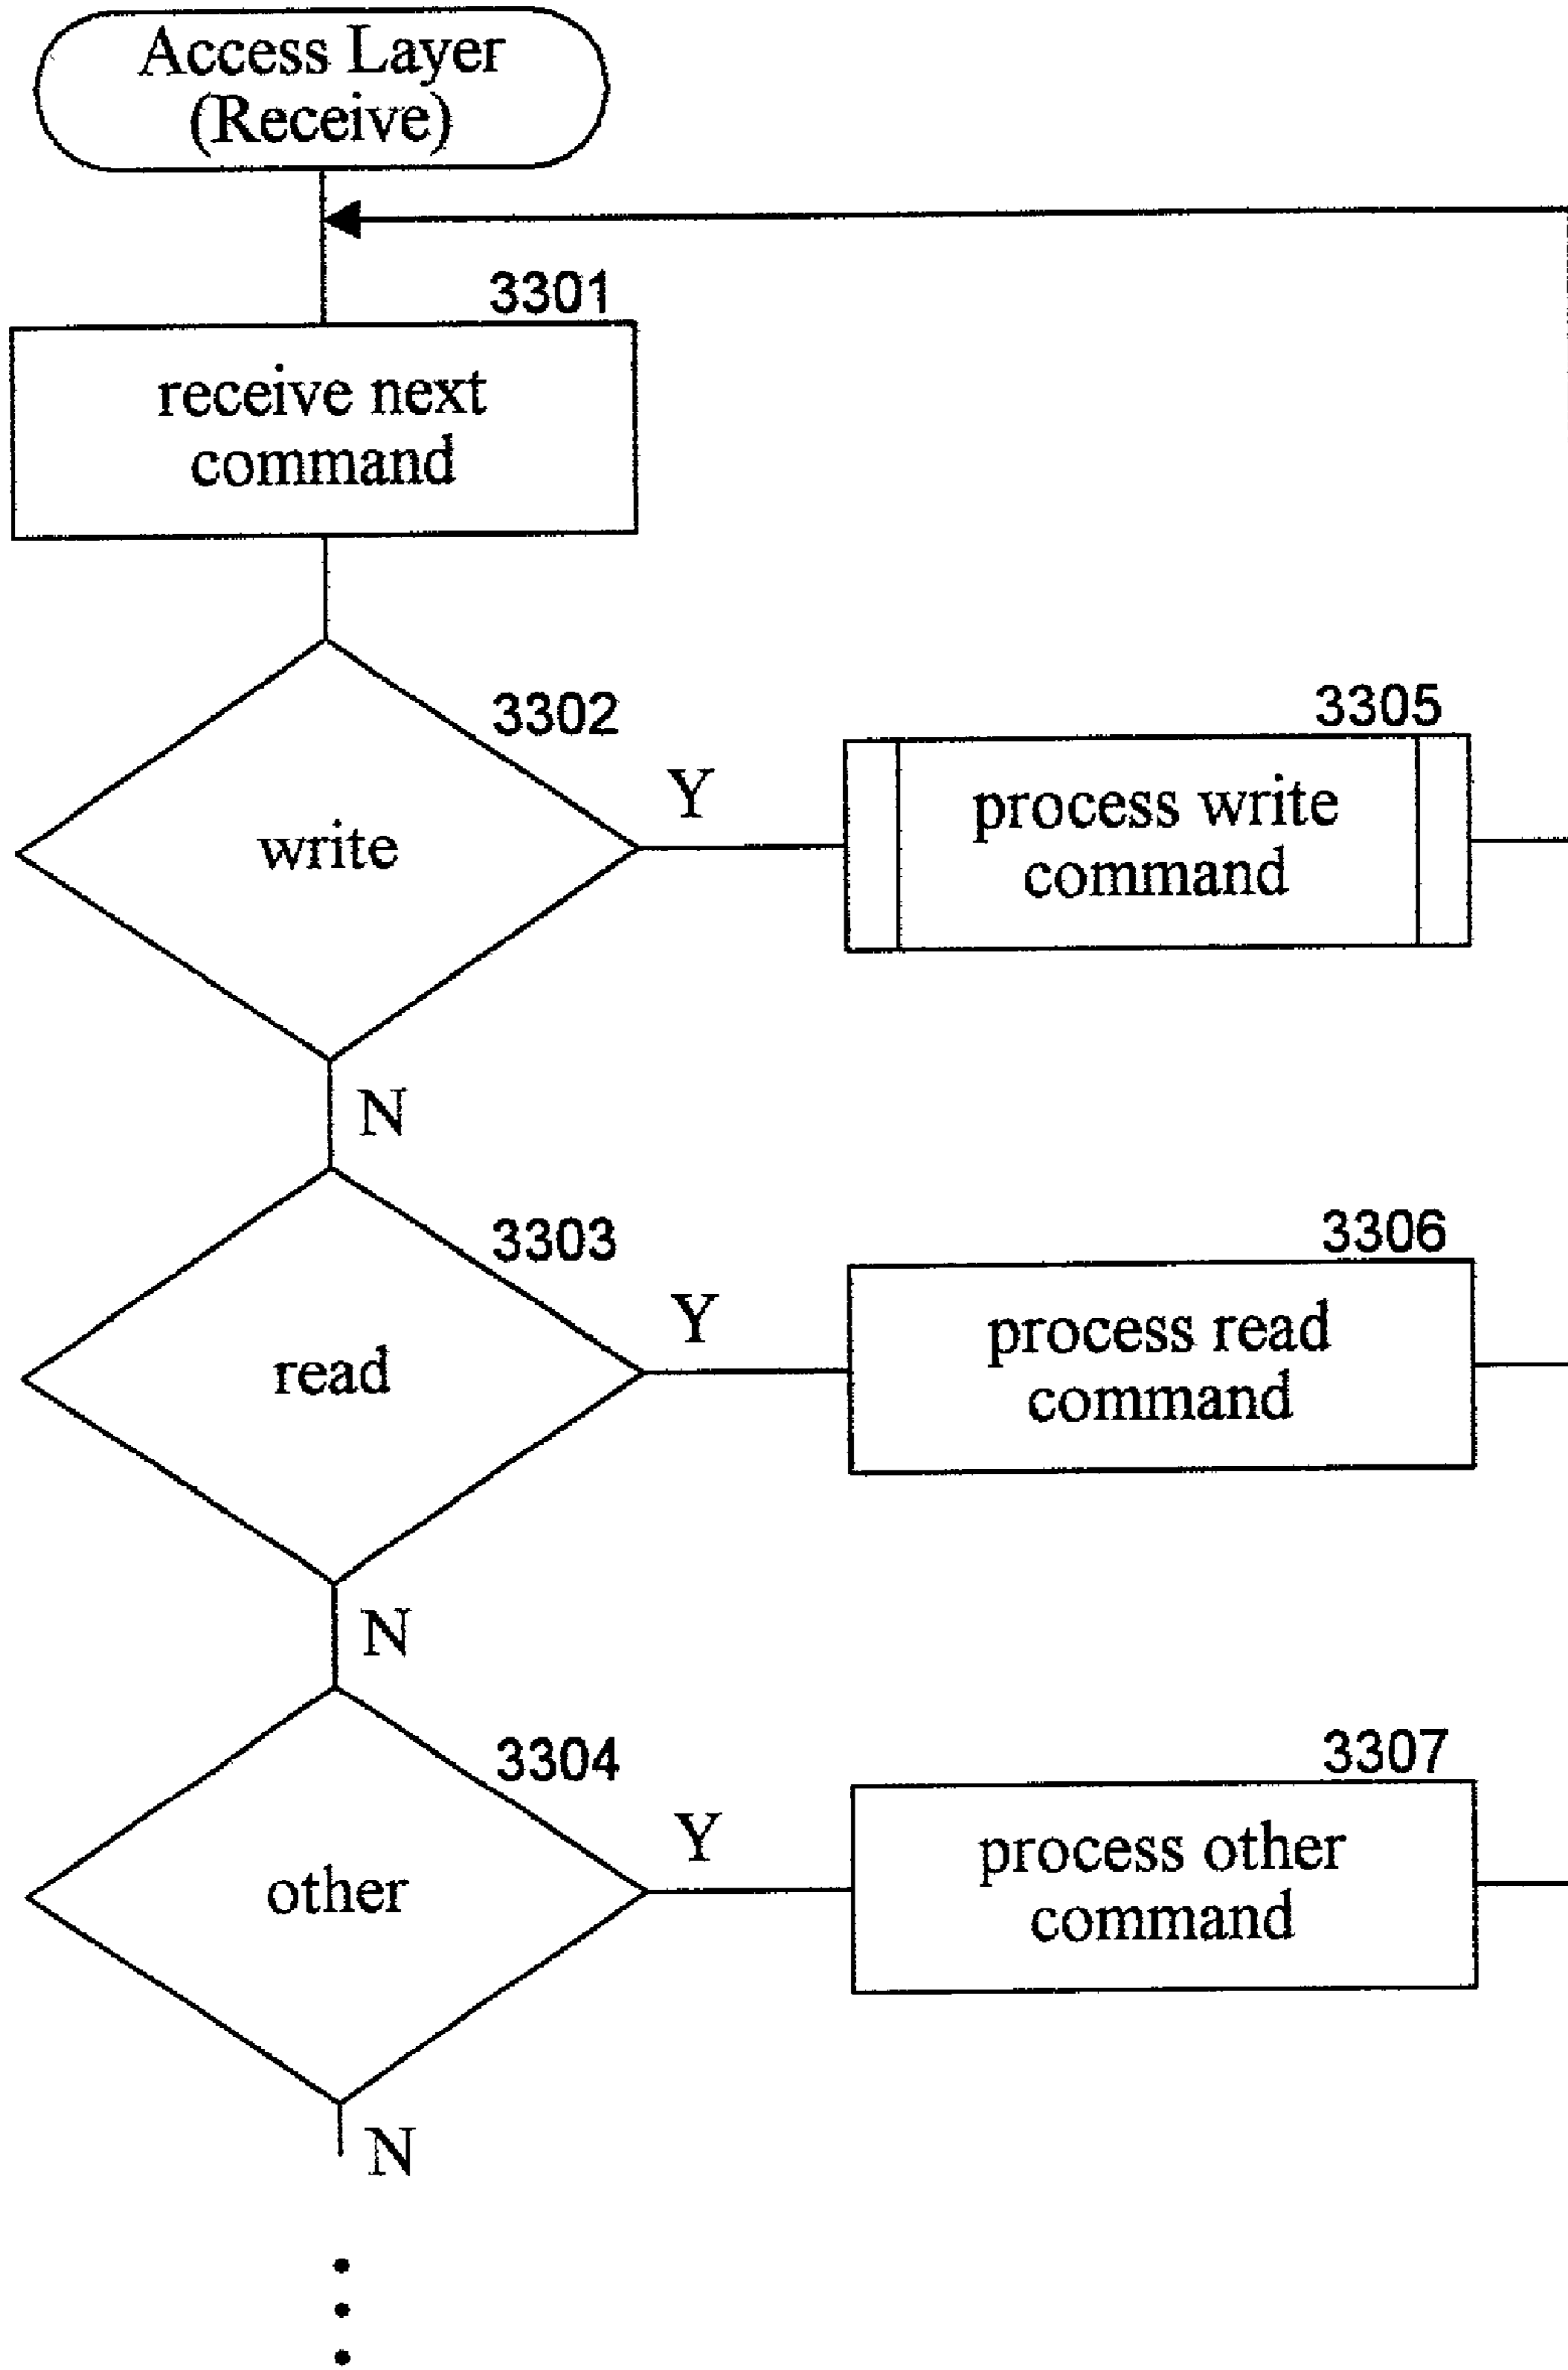 Access Layer
(Receive)
3301
receive next
command
3302
write
Y
3305
process write
command
N
3303
read
Y
3306
process read
command
N
3304
other
Y
3307
process other
command
N